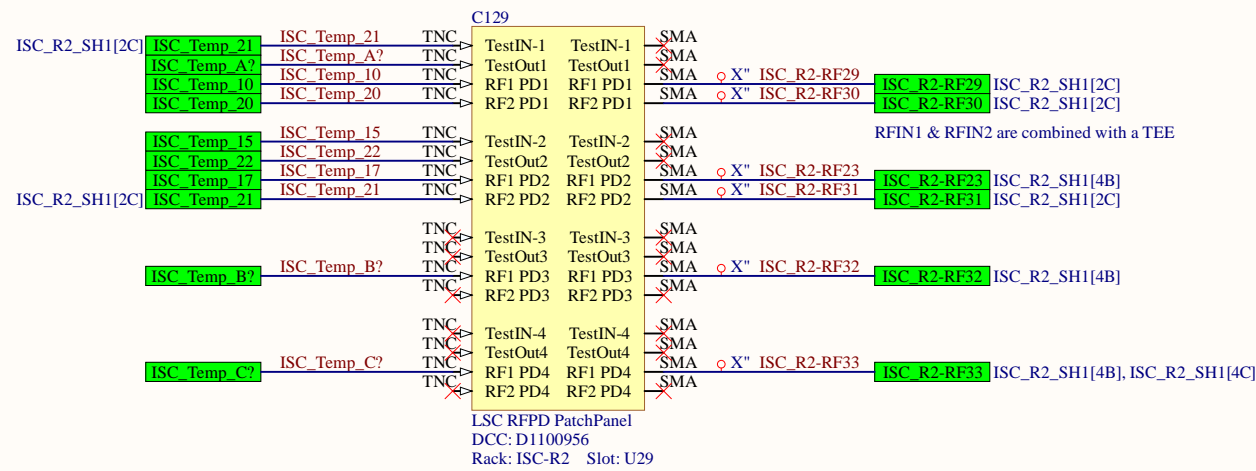 C129
ISC_R2_SH1[2C] ISC_Temp_21 ISC_Temp_21 TNC TestIN-1 TestIN-1 SMA
ISC_Temp_A? ISC_Temp_A? TNC TestOut1 TestOut1 SMA
ISC_Temp_10 ISC_Temp_10 TNC RF1 PD1 RF1 PD1 SMA X" ISC_R2-RF29 ISC_R2-RF29 ISC_R2_SH1[2C]
ISC_Temp_20 ISC_Temp_20 TNC RF2 PD1 RF2 PD1 SMA X" ISC_R2-RF30 ISC_R2-RF30 ISC_R2_SH1[2C]
RFIN1 & RFIN2 are combined with a TEE
ISC_Temp_15 ISC_Temp_15 TNC TestIN-2 TestIN-2 SMA
ISC_Temp_22 ISC_Temp_22 TNC TestOut2 TestOut2 SMA
ISC_Temp_17 ISC_Temp_17 TNC RF1 PD2 RF1 PD2 SMA X" ISC_R2-RF23 ISC_R2-RF23 ISC_R2_SH1[4B]
ISC_R2_SH1[2C] ISC_Temp_21 ISC_Temp_21 TNC RF2 PD2 RF2 PD2 SMA X" ISC_R2-RF31 ISC_R2-RF31 ISC_R2_SH1[2C]
TNC TestIN-3 TestIN-3 SMA
TNC TestOut3 TestOut3 SMA
ISC_Temp_B? ISC_Temp_B? TNC RF1 PD3 RF1 PD3 SMA X" ISC_R2-RF32 ISC_R2-RF32 ISC_R2_SH1[4B]
TNC RF2 PD3 RF2 PD3 SMA
TNC TestIN-4 TestIN-4 SMA
TNC TestOut4 TestOut4 SMA
ISC_Temp_C? ISC_Temp_C? TNC RF1 PD4 RF1 PD4 SMA X" ISC_R2-RF33 ISC_R2-RF33 ISC_R2_SH1[4B], ISC_R2_SH1[4C]
TNC RF2 PD4 RF2 PD4 SMA
LSC RFPD PatchPanel
DCC: D1100956
Rack: ISC-R2 Slot: U29